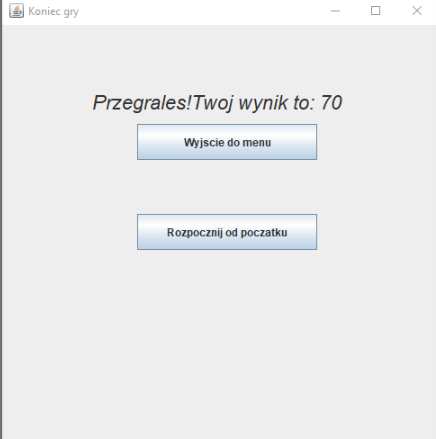 Koniec gry
Przegrales!Twoj wynik to: 70
Wyjscie do menu
Rozpocznij od poczatku